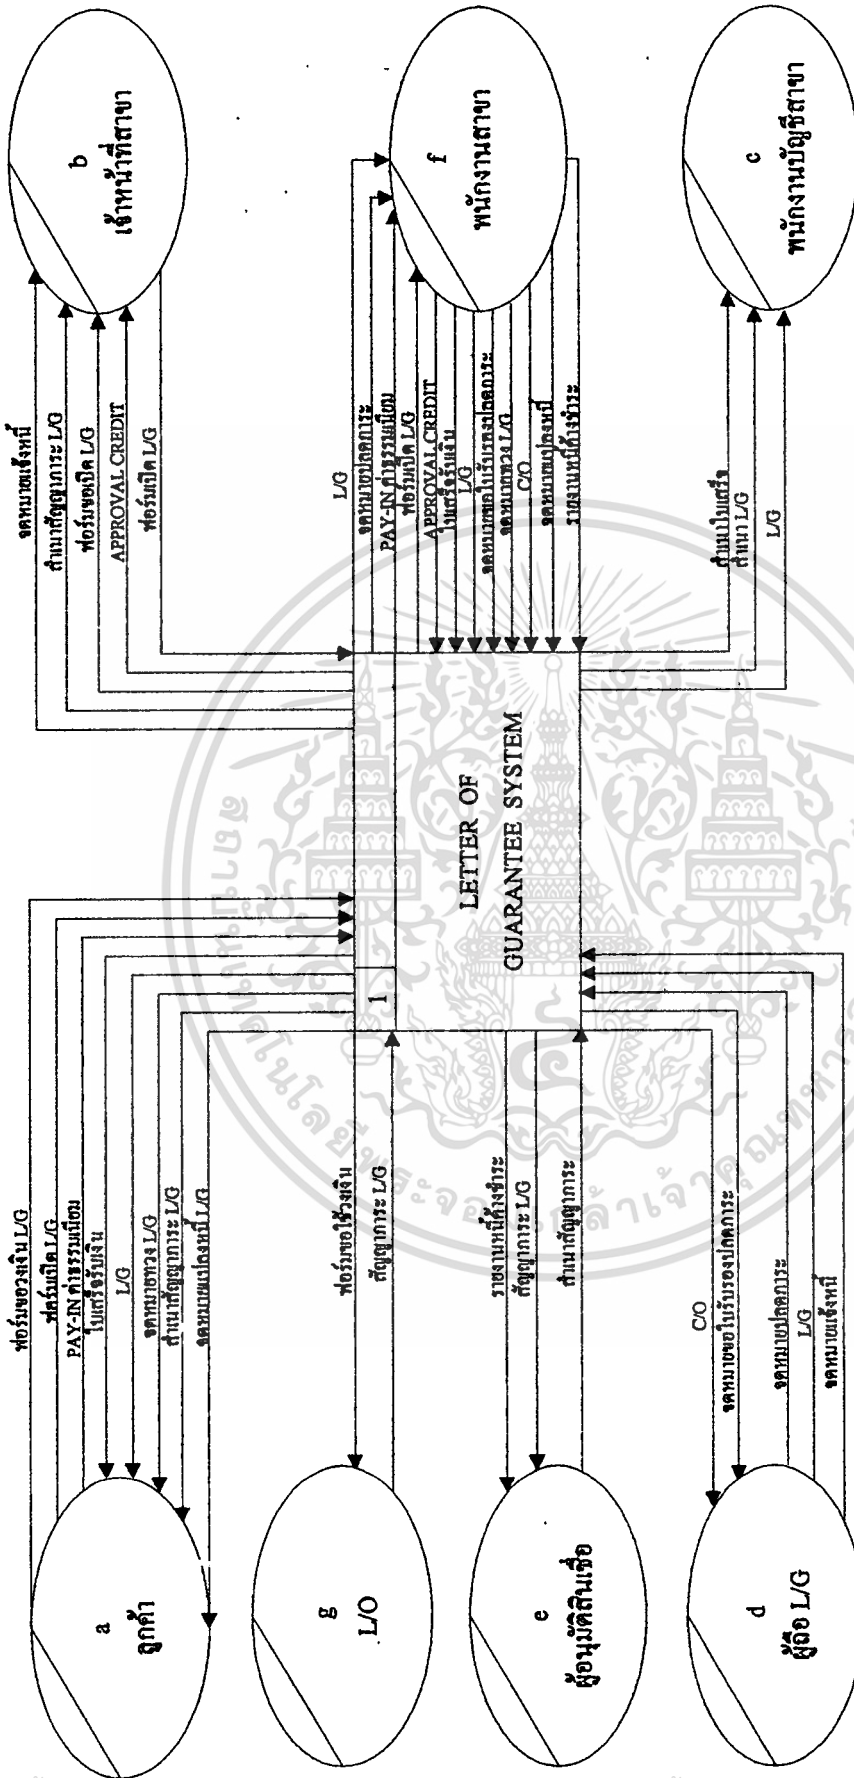 a
ลูกค้า
ฟอร์มขอวงเงิน L/G
ฟอร์มเปิด L/G
PAY-IN ค่าธรรมเนียม
ใบเสร็จรับเงิน
L/G
จดหมายทวง L/G
สำเนาสัญญาภาระ L/G
จดหมายแปลงหนี้ L/G
g
L/O
ฟอร์มขอใช้วงเงิน
สัญญาภาระ L/G
e
ผู้อนุมัติสินเชื่อ
รายงานหนี้ค้างชำระ
สัญญาภาระ L/G
สำเนาสัญญาภาระ
d
ผู้ถือ L/G
C/O
จดหมายขอใบรับรองปลดภาระ
จดหมายปลดภาระ
L/G
จดหมายแจ้งหนี้
1
LETTER OF
GUARANTEE SYSTEM
จดหมายแจ้งหนี้
สำเนาสัญญาภาระ L/G
ฟอร์มขอเปิด L/G
APPROVAL CREDIT
ฟอร์มเปิด L/G
b
เจ้าหน้าที่สาขา
L/G
จดหมายปลดภาระ
PAY-IN ค่าธรรมเนียม
ฟอร์มเปิด L/G
APPROVAL CREDIT
ใบเสร็จรับเงิน
L/G
จดหมายขอใบรับรองปลดภาระ
จดหมายทวง L/G
C/O
จดหมายแปลงหนี้
รายงานหนี้ค้างชำระ
f
พนักงานสาขา
สำเนาใบเสร็จ
สำเนา L/G
L/G
c
พนักงานบัญชีสาขา